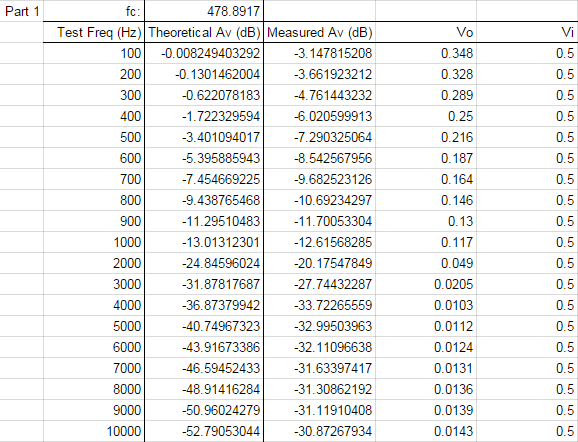 Part 1 fc: 478.8917
Test Freq (Hz) Theoretical Av (dB) Measured Av (dB) Vo Vi
100 -0.008249403292 -3.147815208 0.348 0.5
200 -0.1301462004 -3.661923212 0.328 0.5
300 -0.622078183 -4.761443232 0.289 0.5
400 -1.722329594 -6.020599913 0.25 0.5
500 -3.401094017 -7.290325064 0.216 0.5
600 -5.395885943 -8.542567956 0.187 0.5
700 -7.454669225 -9.682523126 0.164 0.5
800 -9.438765468 -10.69234297 0.146 0.5
900 -11.29510483 -11.70053304 0.13 0.5
1000 -13.01312301 -12.61568285 0.117 0.5
2000 -24.84596024 -20.17547849 0.049 0.5
3000 -31.87817687 -27.74432287 0.0205 0.5
4000 -36.87379942 -33.72265559 0.0103 0.5
5000 -40.74967323 -32.99503963 0.0112 0.5
6000 -43.91673386 -32.11096638 0.0124 0.5
7000 -46.59452433 -31.63397417 0.0131 0.5
8000 -48.91416284 -31.30862192 0.0136 0.5
9000 -50.96024279 -31.11910408 0.0139 0.5
10000 -52.79053044 -30.87267934 0.0143 0.5